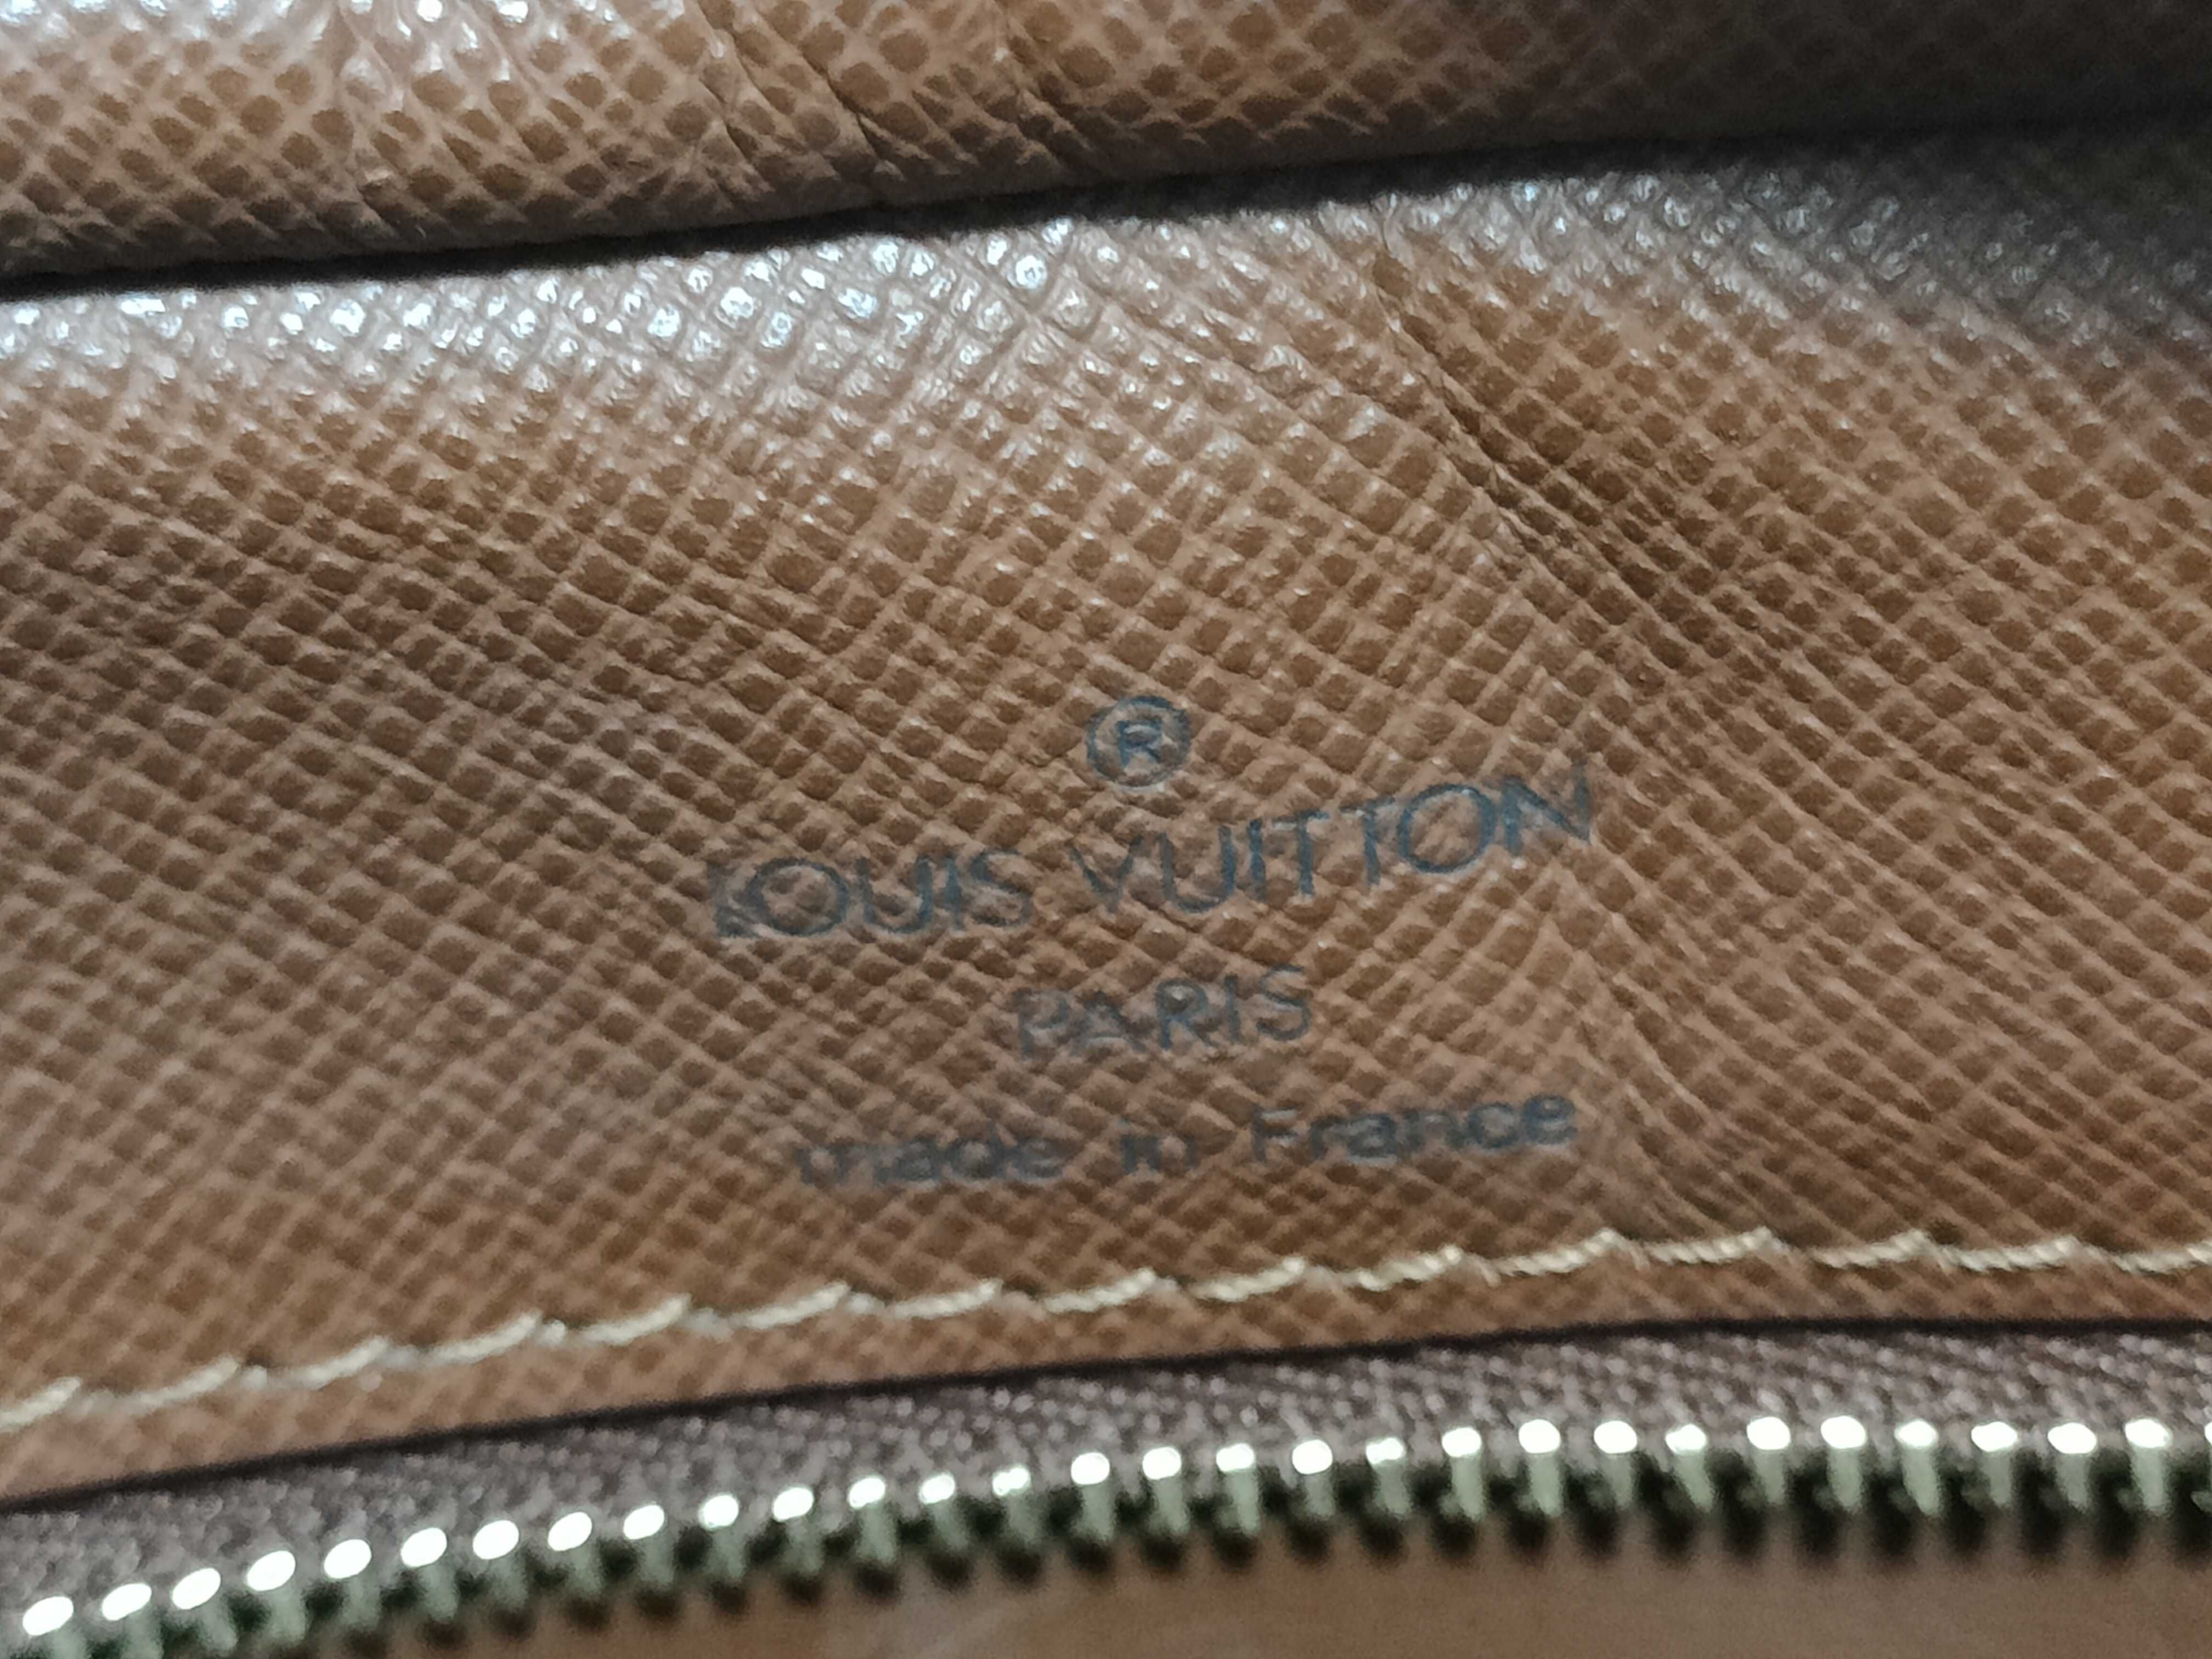 ®
LOUIS VUITTON
PARIS
made in France